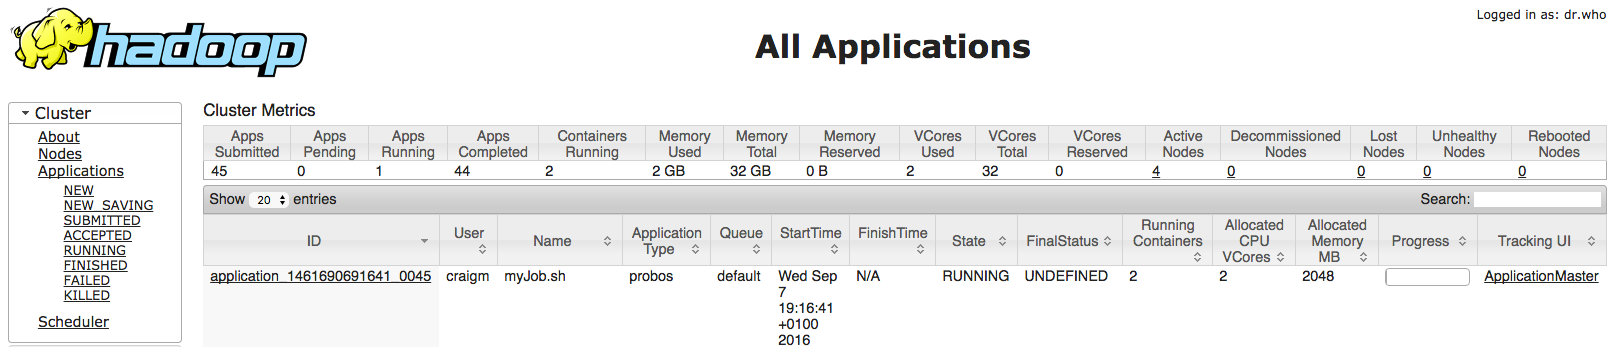 Logged in as: dr.who
hadoop
All Applications
Cluster
About
Nodes
Applications
NEW
NEW_SAVING
SUBMITTED
ACCEPTED
RUNNING
FINISHED
FAILED
KILLED
Scheduler
Cluster Metrics
Apps Apps Apps Apps Containers Memory Memory Memory VCores VCores VCores Active Decommissioned Lost Unhealthy Rebooted
Submitted Pending Running Completed Running Used Total Reserved Used Total Reserved Nodes Nodes Nodes Nodes Nodes
45 0 1 44 2 2 GB 32 GB 0 B 2 32 0 4 0 0 0 0
Show 20 entries Search:
ID User Name Application Type Queue StartTime FinishTime State FinalStatus Running Containers Allocated CPU VCores Allocated Memory MB Progress Tracking UI
application_1461690691641_0045 craigm myJob.sh probos default Wed Sep N/A RUNNING UNDEFINED 2 2 2048 ApplicationMaster
7
19:16:41
+0100
2016